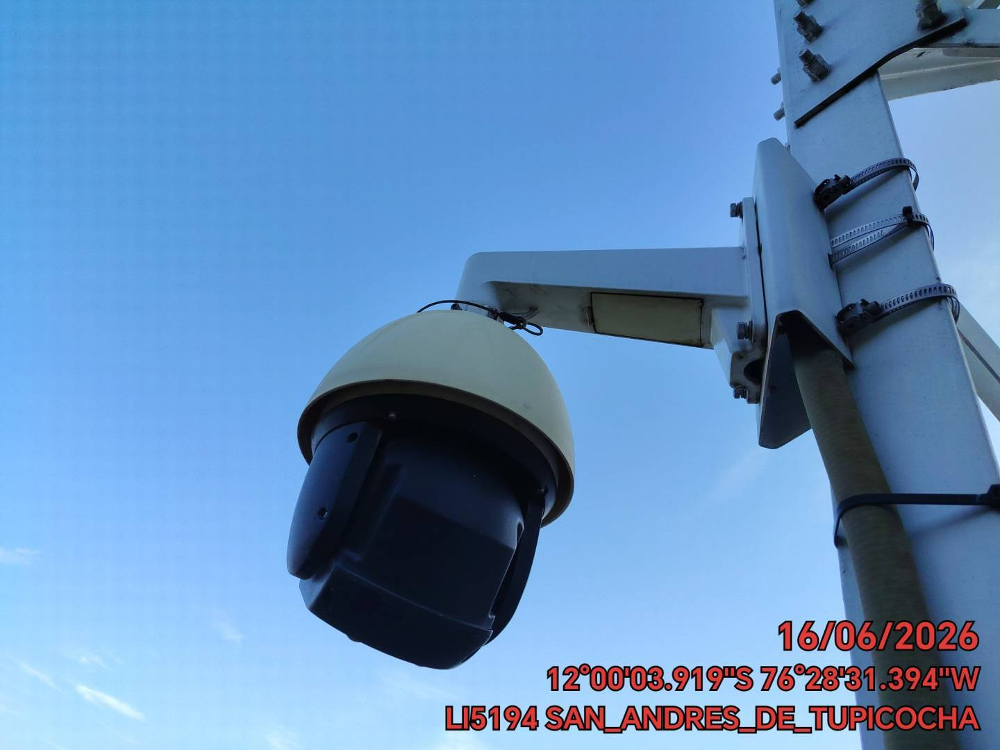 16/06/2026
12°00'03.919"S 76°28'31.394"W
LI5194 SAN_ANDRES_DE_TUPICOCHA